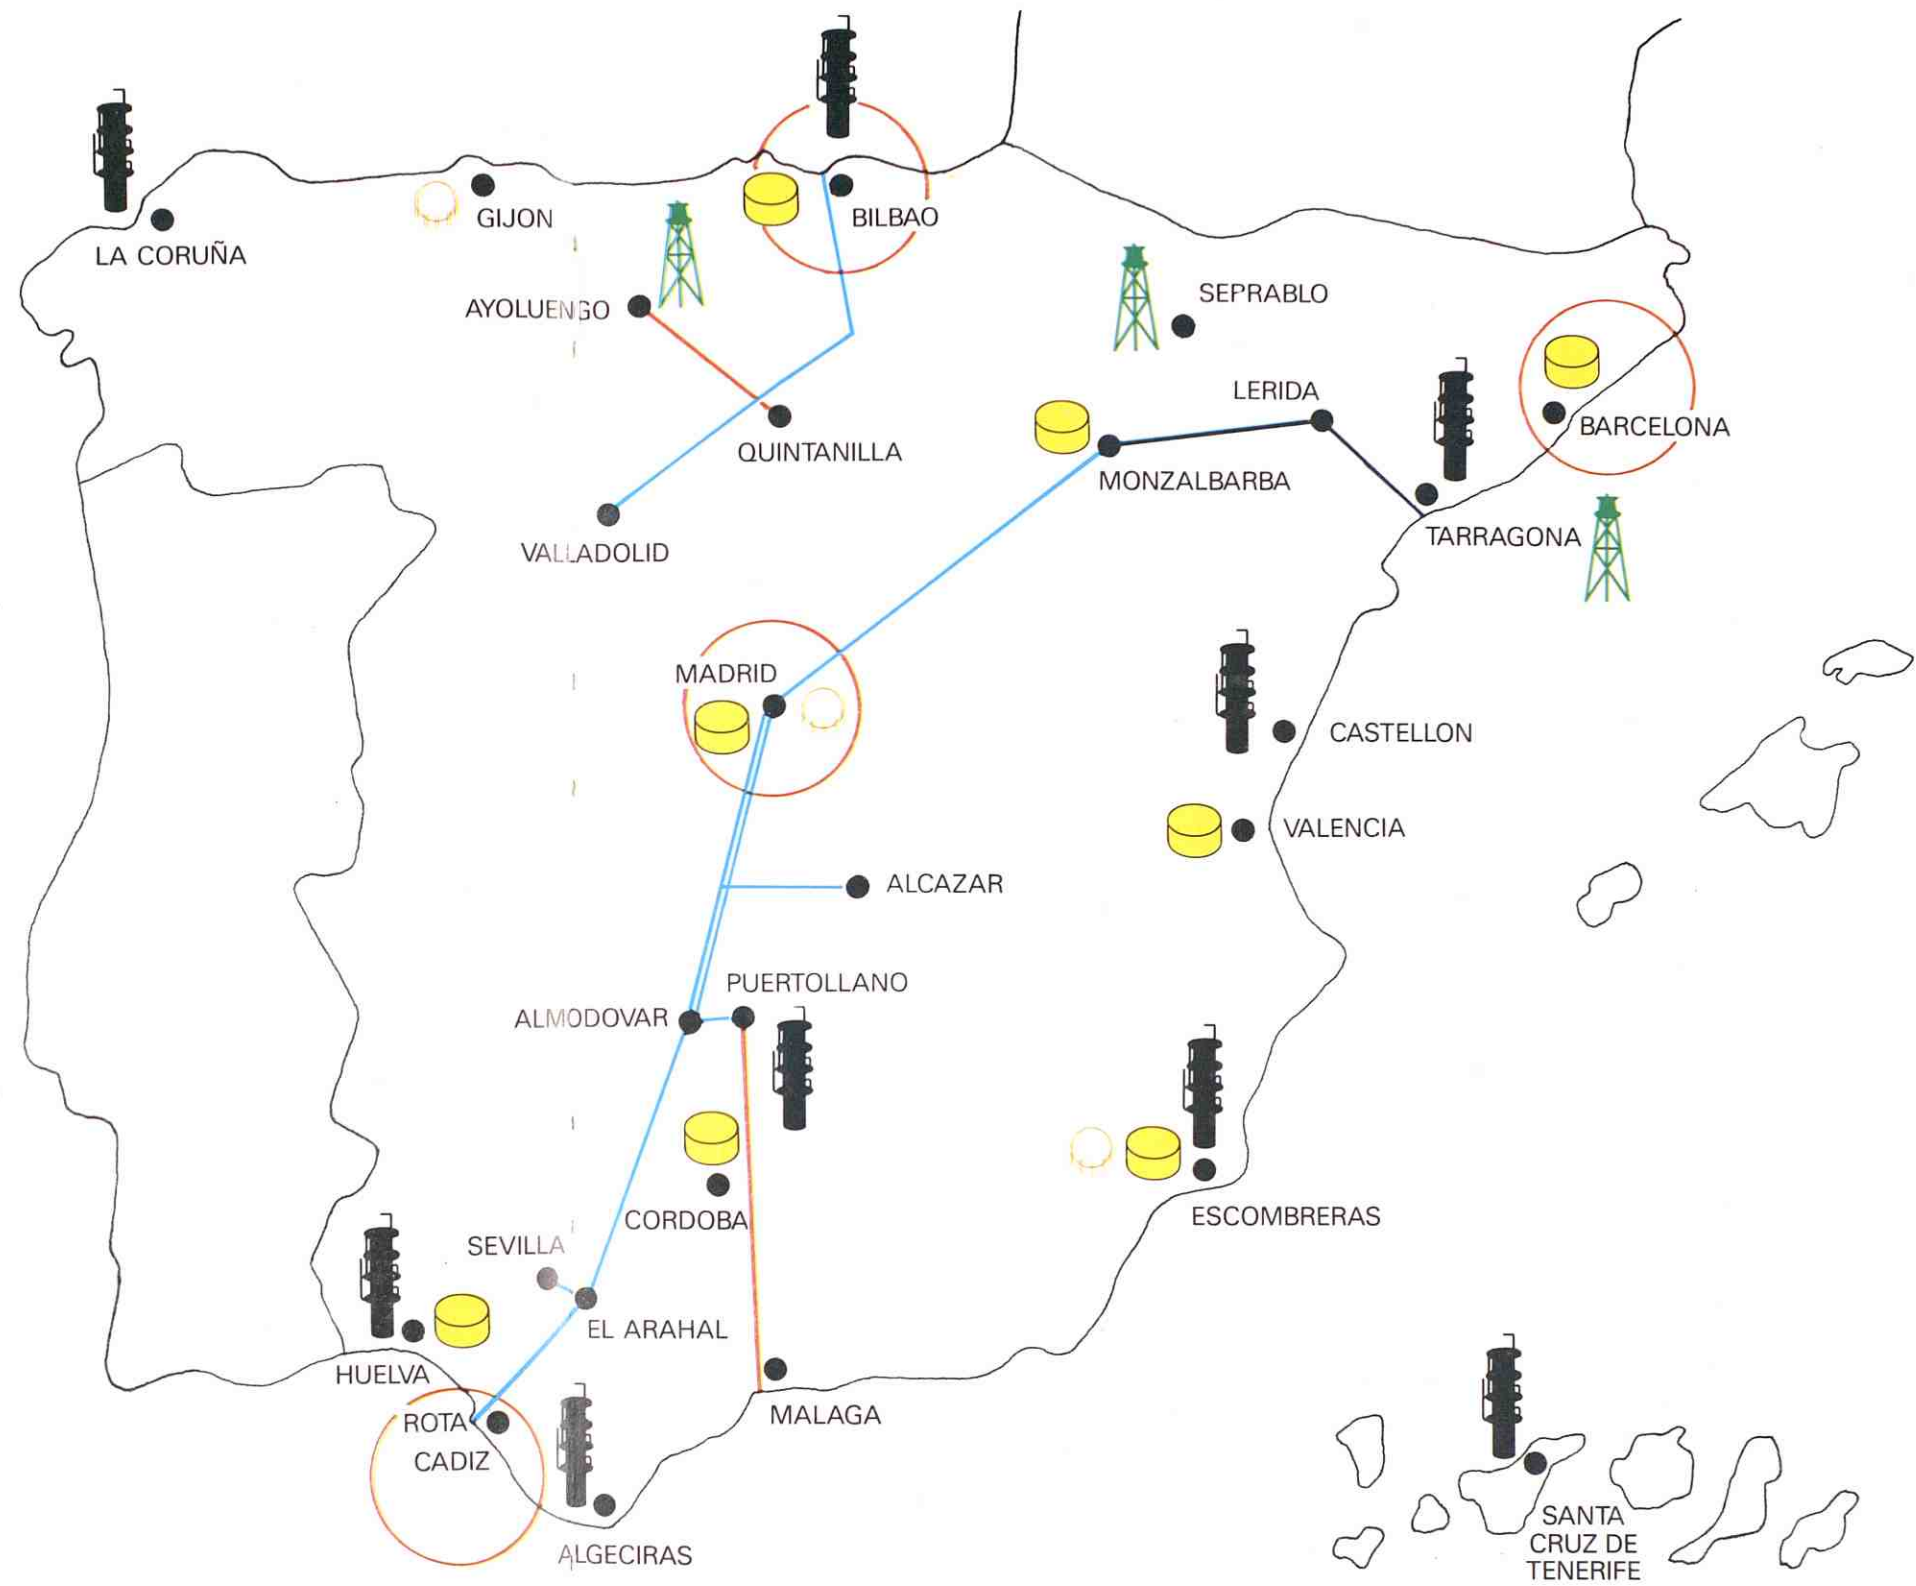 LA CORUÑA
GIJON
BILBAO
AYOLUENGO
SEPRABLO
LERIDA
BARCELONA
QUINTANILLA
MONZALBARBA
TARRAGONA
VALLADOLID
MADRID
CASTELLON
VALENCIA
ALCAZAR
PUERTOLLANO
ALMODOVAR
CORDOBA
ESCOMBRERAS
SEVILLA
EL ARAHAL
HUELVA
ROTA
CADIZ
MALAGA
ALGECIRAS
SANTA
CRUZ DE
TENERIFE